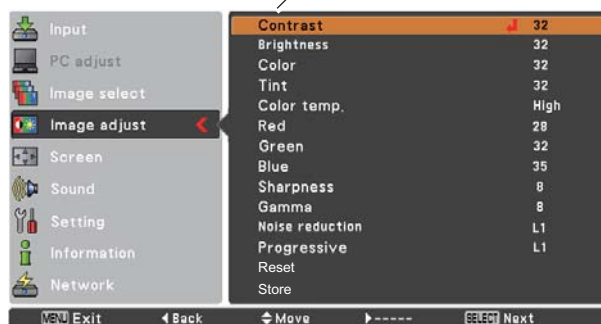 Input
PC adjust
Image select
Image adjust
Screen
Sound
Setting
Information
Network
Contrast 32
Brightness 32
Color 32
Tint 32
Color temp. High
Red 28
Green 32
Blue 35
Sharpness 8
Gamma 8
Noise reduction L1
Progressive L1
Reset
Store
MENU Exit Back Move ----- SELECT Next